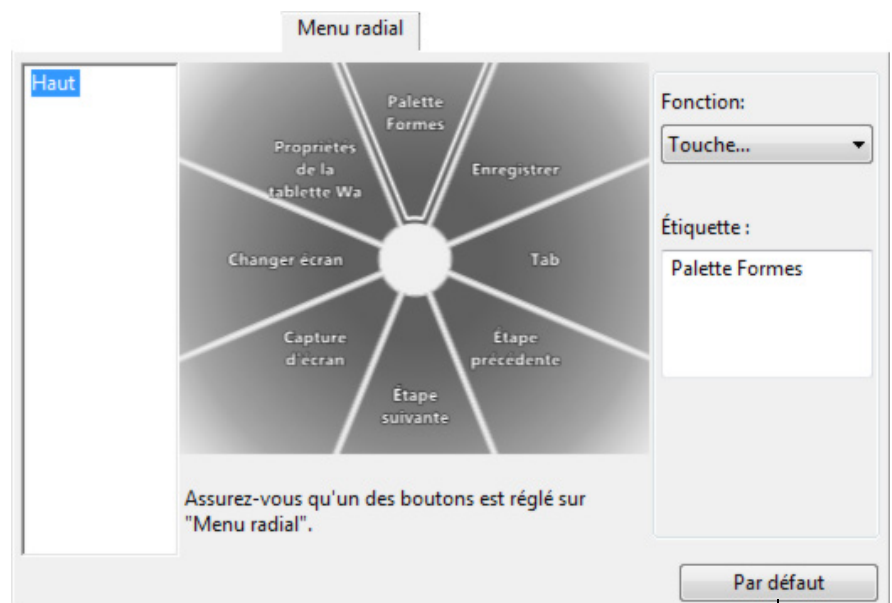 Menu radial
Haut
Palette
Formes
Propriétés
de la
tablette Wa
Enregistrer
Changer écran
Tab
Capture
d'écran
Étape
précédente
Étape
suivante
Fonction:
Touche...
Étiquette :
Palette Formes
Assurez-vous qu'un des boutons est réglé sur
"Menu radial".
Par défaut